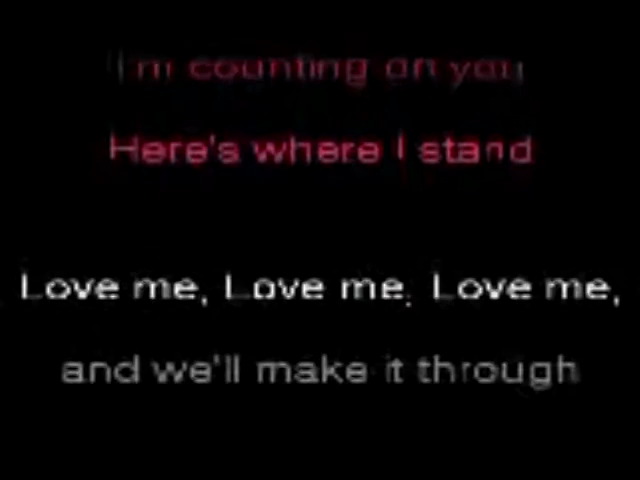 I'm counting on you
Here's where I stand
Love me, Love me, Love me,
and we'll make it through